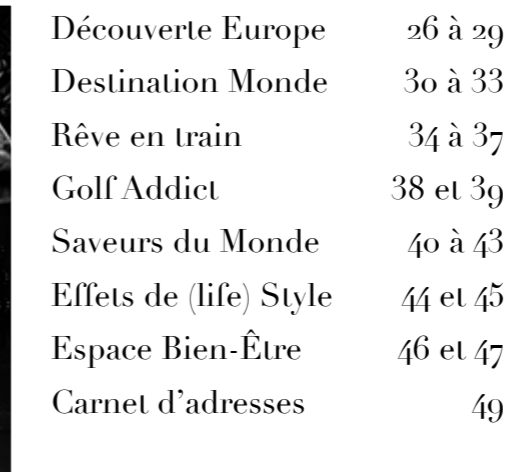 Découverte Europe 26 à 29
Destination Monde 30 à 33
Rêve en train 34 à 37
Golf Addict 38 et 39
Saveurs du Monde 40 à 43
Effets de (life) Style 44 et 45
Espace Bien-Être 46 et 47
Carnet d’adresses 49